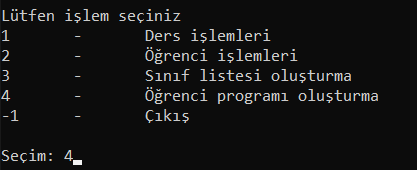 Lütfen işlem seçiniz
1 - Ders işlemleri
2 - Öğrenci işlemleri
3 - Sınıf listesi oluşturma
4 - Öğrenci programı oluşturma
-1 - Çıkış
Seçim: 4